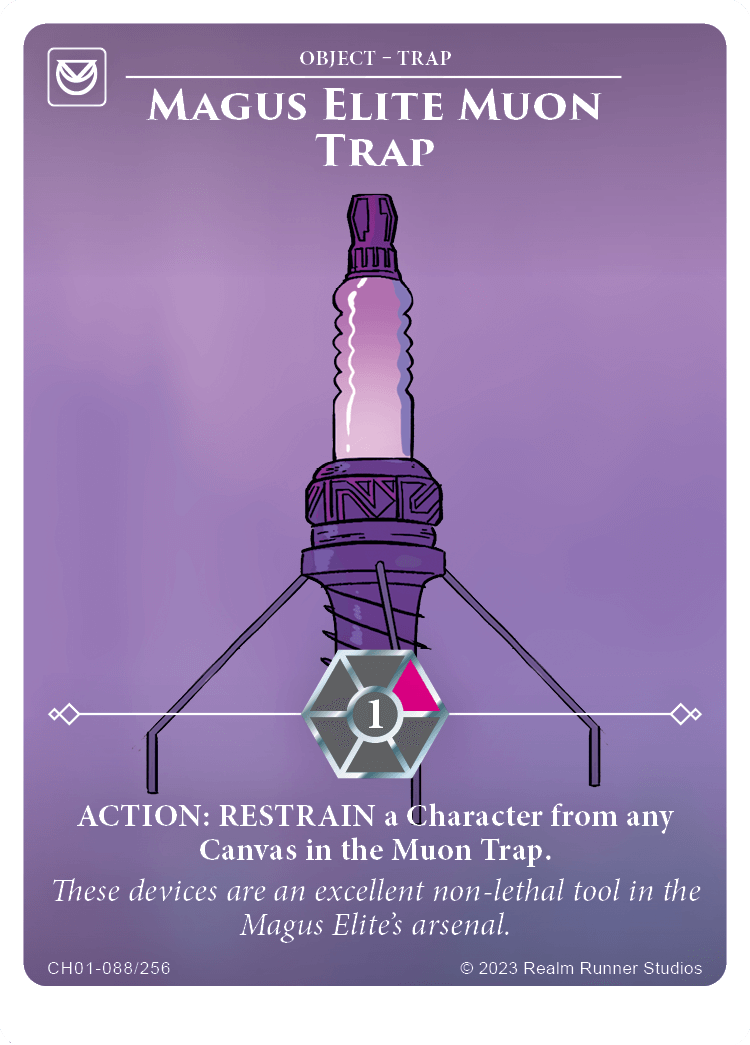 OBJECT – TRAP
Magus Elite Muon
Trap
1
ACTION: RESTRAIN a Character from any
Canvas in the Muon Trap.
These devices are an excellent non-lethal tool in the
Magus Elite’s arsenal.
CH01-088/256
© 2023 Realm Runner Studios